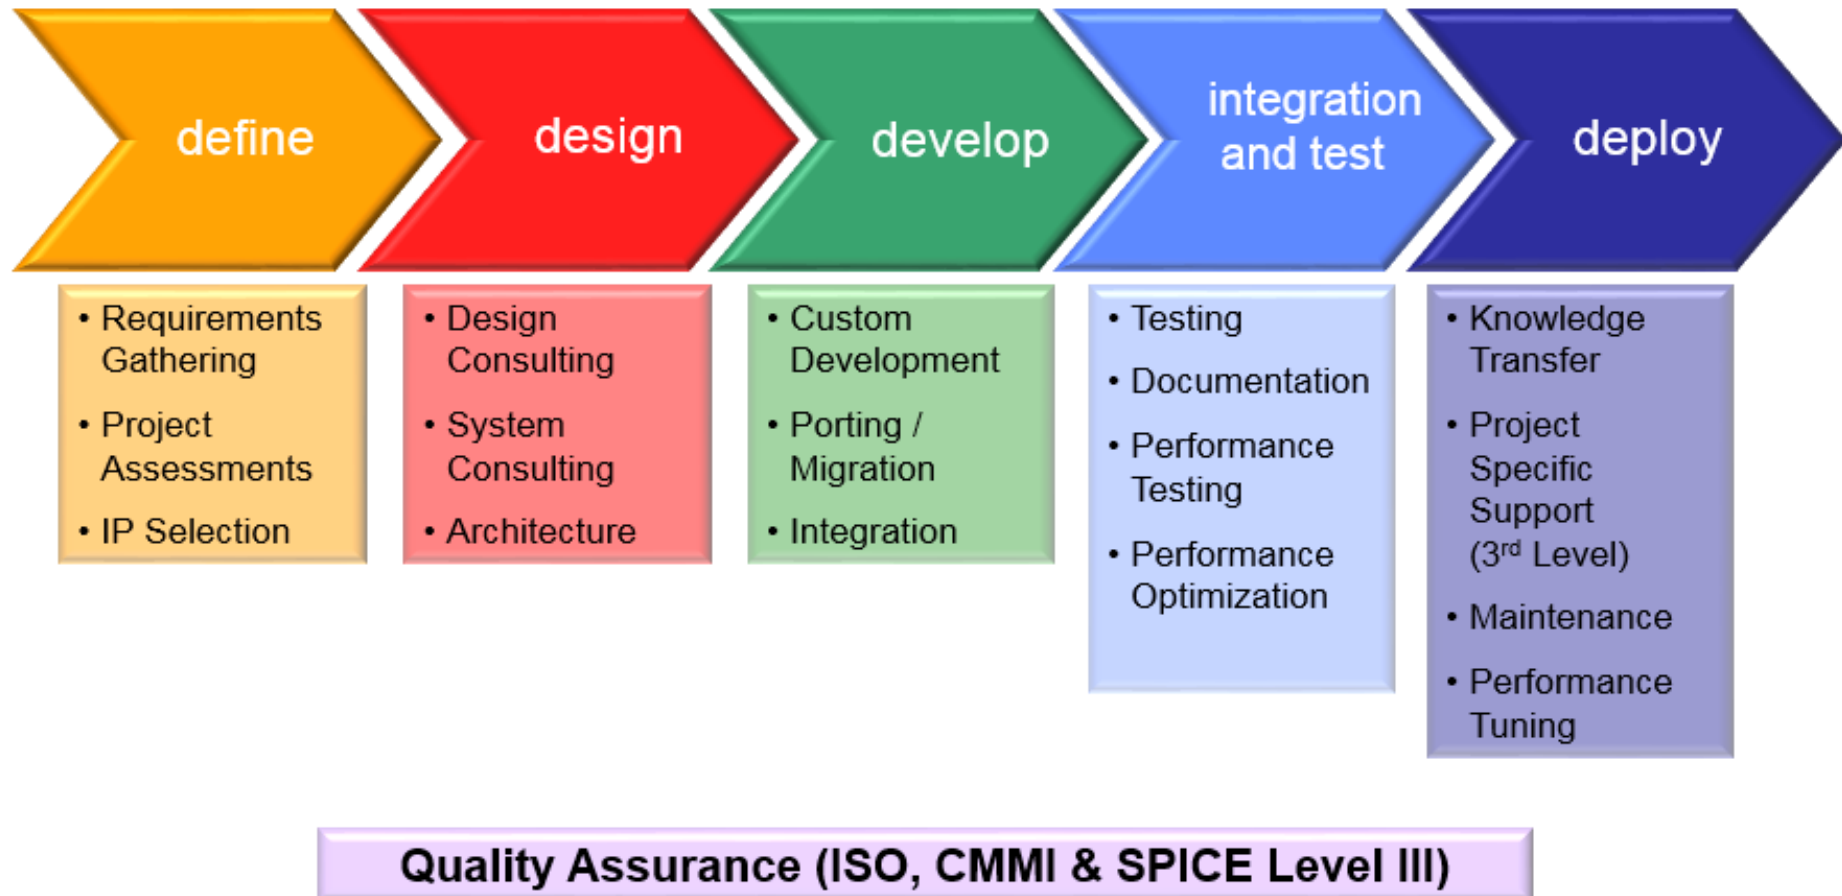 define
design
develop
integration
and test
deploy
• Requirements
Gathering
• Project
Assessments
• IP Selection
• Design
Consulting
• System
Consulting
• Architecture
• Custom
Development
• Porting /
Migration
• Integration
• Testing
• Documentation
• Performance
Testing
• Performance
Optimization
• Knowledge
Transfer
• Project
Specific
Support
(3rd Level)
• Maintenance
• Performance
Tuning
Quality Assurance (ISO, CMMI & SPICE Level III)